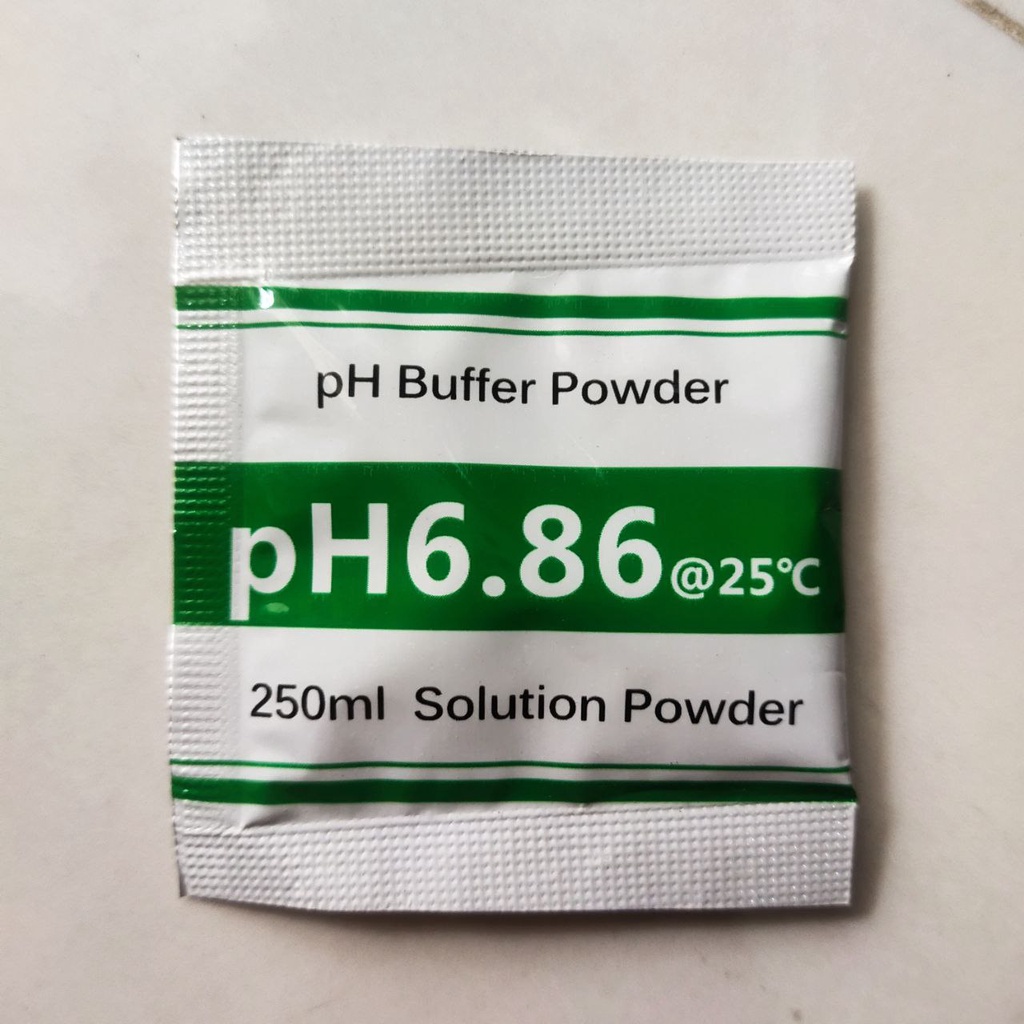 pH Buffer Powder
pH6.86@25℃
250ml Solution Powder